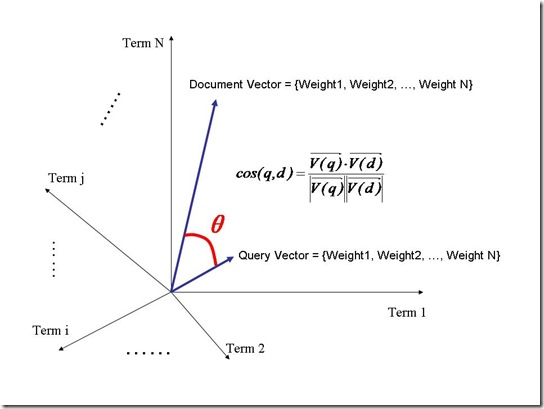 Term N
Document Vector = {Weight1, Weight2, …, Weight N}
cos(q,d) = V(q)·V(d) / |V(q)||V(d)|
Term j
θ
Query Vector = {Weight1, Weight2, …, Weight N}
Term 1
Term i
Term 2